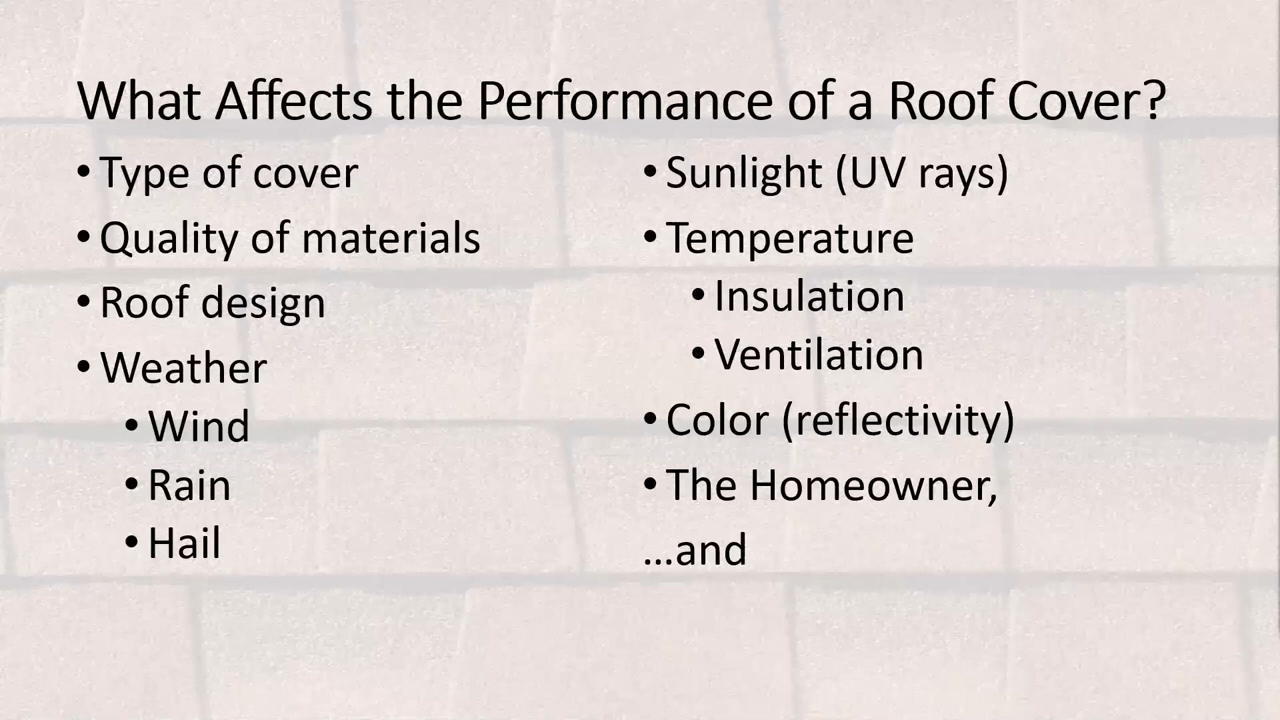 What Affects the Performance of a Roof Cover?
• Type of cover
• Quality of materials
• Roof design
• Weather
• Wind
• Rain
• Hail
• Sunlight (UV rays)
• Temperature
• Insulation
• Ventilation
• Color (reflectivity)
• The Homeowner,
...and